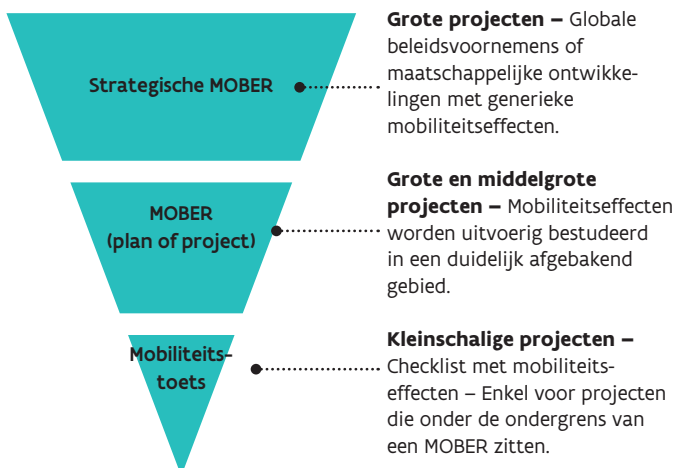 Strategische MOBER
Grote projecten – Globale
beleidsvoornemens of
maatschappelijke ontwikke-
lingen met generieke
mobiliteitseffecten.
MOBER
(plan of project)
Grote en middelgrote
projecten – Mobiliteitseffecten
worden uitvoerig bestudeerd
in een duidelijk afgebakend
gebied.
Mobiliteits-
toets
Kleinschalige projecten –
Checklist met mobiliteits-
effecten – Enkel voor projecten
die onder de ondergrens van
een MOBER zitten.